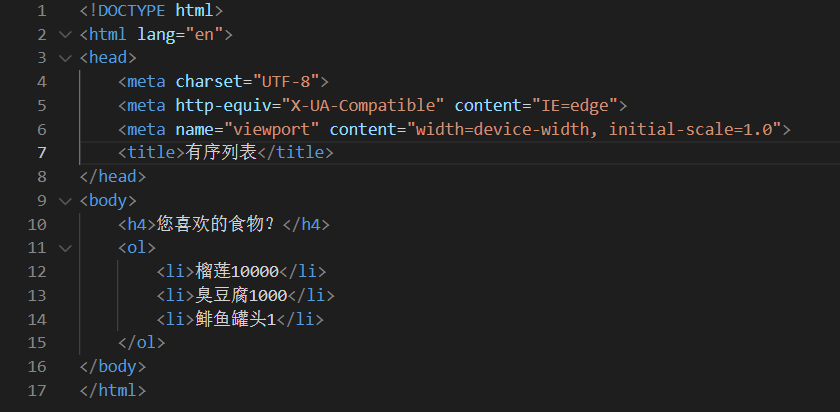 1 <!DOCTYPE html>
2 <html lang="en">
3 <head>
4 <meta charset="UTF-8">
5 <meta http-equiv="X-UA-Compatible" content="IE=edge">
6 <meta name="viewport" content="width=device-width, initial-scale=1.0">
7 <title>有序列表</title>
8 </head>
9 <body>
10 <h4>您喜欢的食物？</h4>
11 <ol>
12 <li>榴莲10000</li>
13 <li>臭豆腐1000</li>
14 <li>鲱鱼罐头1</li>
15 </ol>
16 </body>
17 </html>